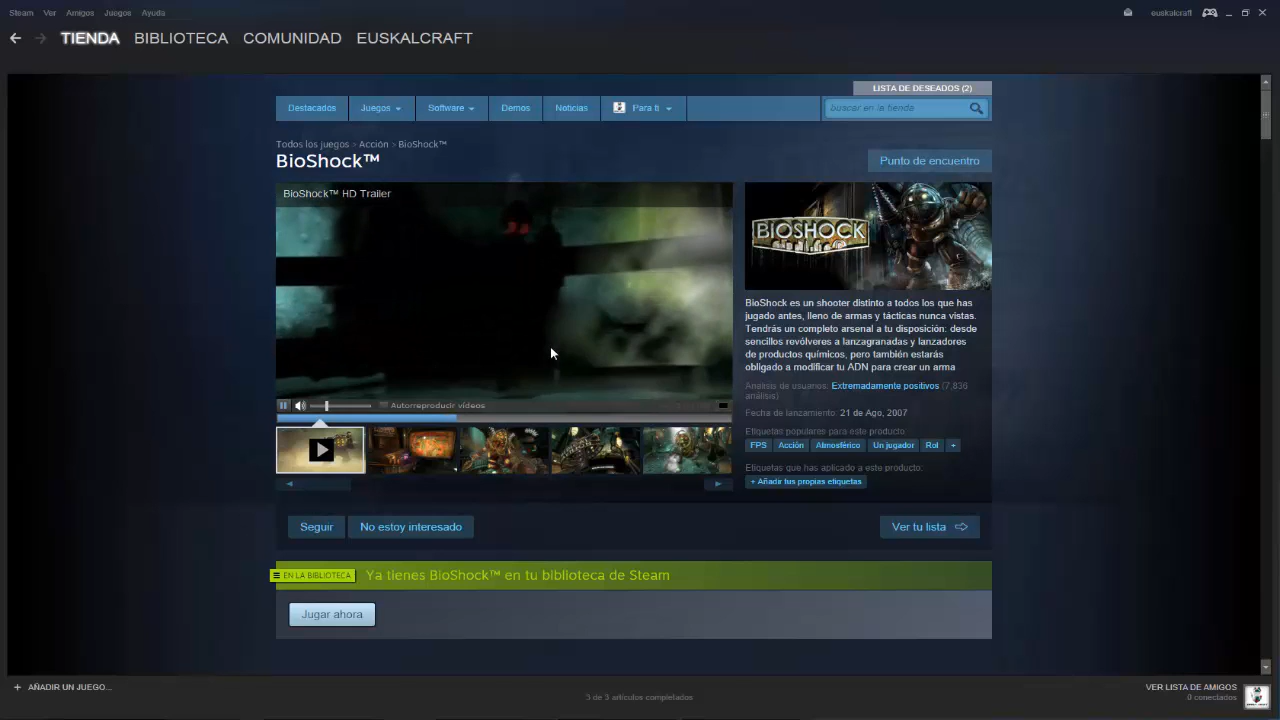 Steam Ver Amigos Juegos Ayuda
euskalcraft
TIENDA BIBLIOTECA COMUNIDAD EUSKALCRAFT
LISTA DE DESEADOS (2)
Destacados Juegos Software Demos Noticias Para ti
buscar en la tienda
Todos los juegos > Acción > BioShock™
BioShock™
Punto de encuentro
BioShock™ HD Trailer
BIOSHOCK
BioShock es un shooter distinto a todos los que has
jugado antes, lleno de armas y tácticas nunca vistas.
Tendrás un completo arsenal a tu disposición: desde
sencillos revólveres a lanzagranadas y lanzadores
de productos químicos, pero también estarás
obligado a modificar tu ADN para crear un arma
Análisis de usuarios: Extremadamente positivos (7,836
análisis)
Autorreproducir vídeos
Fecha de lanzamiento: 21 de Ago, 2007
Etiquetas populares para este producto:
FPS Acción Atmosférico Un jugador Rol +
Etiquetas que has aplicado a este producto:
+ Añadir tus propias etiquetas
Seguir No estoy interesado Ver tu lista
EN LA BIBLIOTECA Ya tienes BioShock™ en tu biblioteca de Steam
Jugar ahora
+ AÑADIR UN JUEGO...
3 de 3 artículos completados
VER LISTA DE AMIGOS
0 conectados